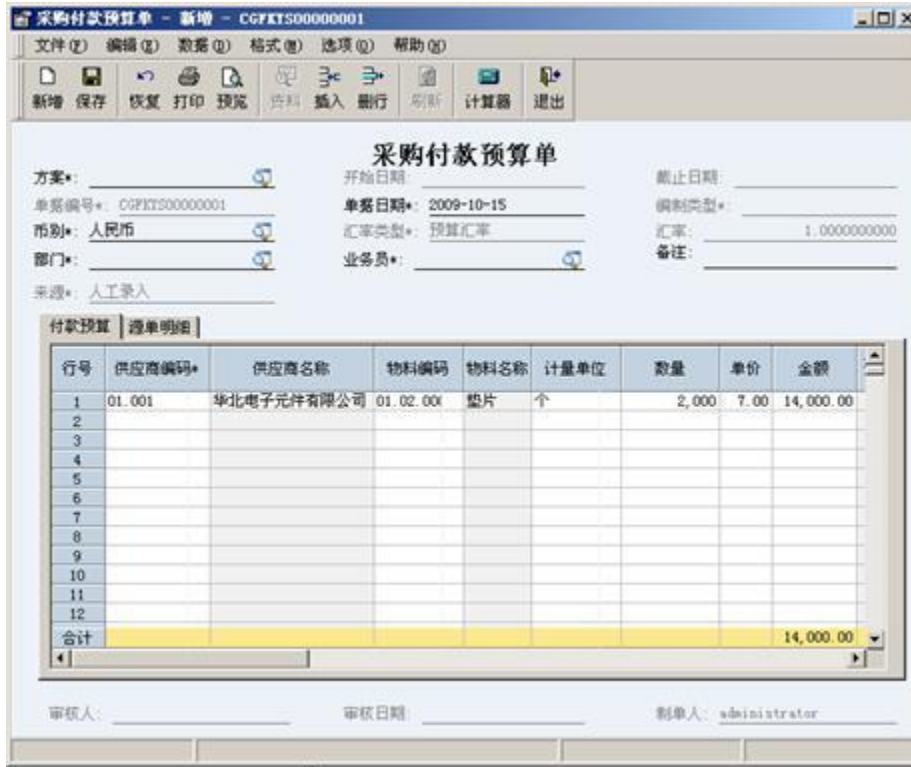 采购付款预算单 - 新增 - CGFKYS00000001
文件(F) 编辑(E) 数据(D) 格式(M) 选项(O) 帮助(H)
新增 保存 恢复 打印 预览 资料 插入 删行 刷新 计算器 退出
采购付款预算单
方案*: 开始日期: 截止日期:
单据编号*: CGFKYS00000001 单据日期*: 2009-10-15 编制类型*:
币别*: 人民币 汇率类型*: 预算汇率 汇率: 1.0000000000
部门*: 业务员*: 备注:
来源*: 人工录入
付款预算 源单明细
行号 供应商编码* 供应商名称 物料编码 物料名称 计量单位 数量 单价 金额
1 01.001 华北电子元件有限公司 01.02.00 垫片 个 2,000 7.00 14,000.00
2
3
4
5
6
7
8
9
10
11
12
合计 14,000.00
审核人: 审核日期: 制单人: administrator